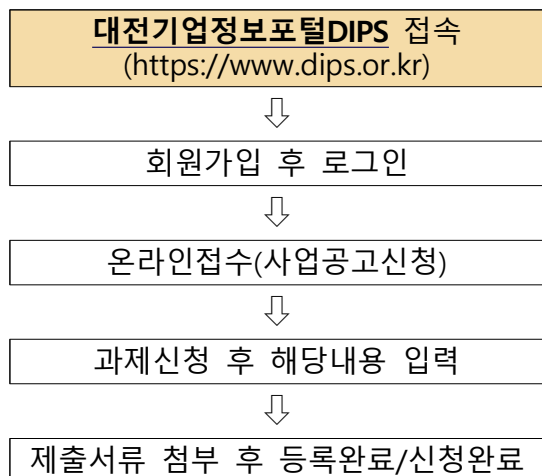 대전기업정보포털DIPS 접속
(https://www.dips.or.kr)
회원가입 후 로그인
온라인접수(사업공고신청)
과제신청 후 해당내용 입력
제출서류 첨부 후 등록완료/신청완료